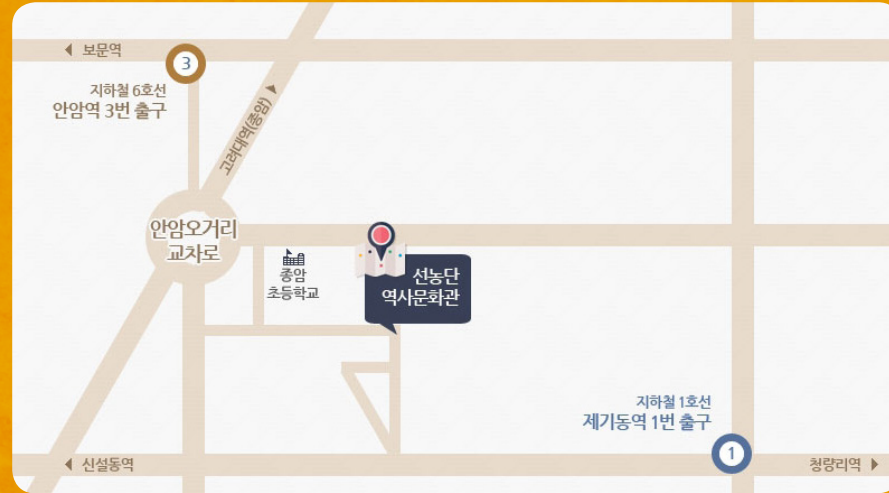 ◀ 보문역
3
지하철 6호선
안암역 3번 출구
고려대역(종암) ▶
안암오거리
교차로
종암
초등학교
선농단
역사문화관
지하철 1호선
제기동역 1번 출구
1
◀ 신설동역
청량리역 ▶